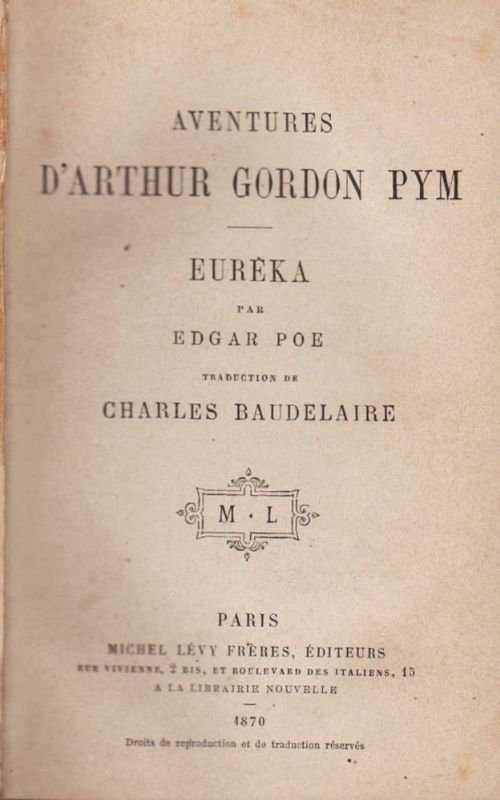 AVENTURES
D'ARTHUR GORDON PYM
EURÊKA
PAR
EDGAR POE
TRADUCTION DE
CHARLES BAUDELAIRE
M · L
PARIS
MICHEL LÉVY FRÈRES, ÉDITEURS
RUE VIVIENNE, 2 BIS, ET BOULEVARD DES ITALIENS, 15
A LA LIBRAIRIE NOUVELLE
1870
Droits de reproduction et de traduction réservés